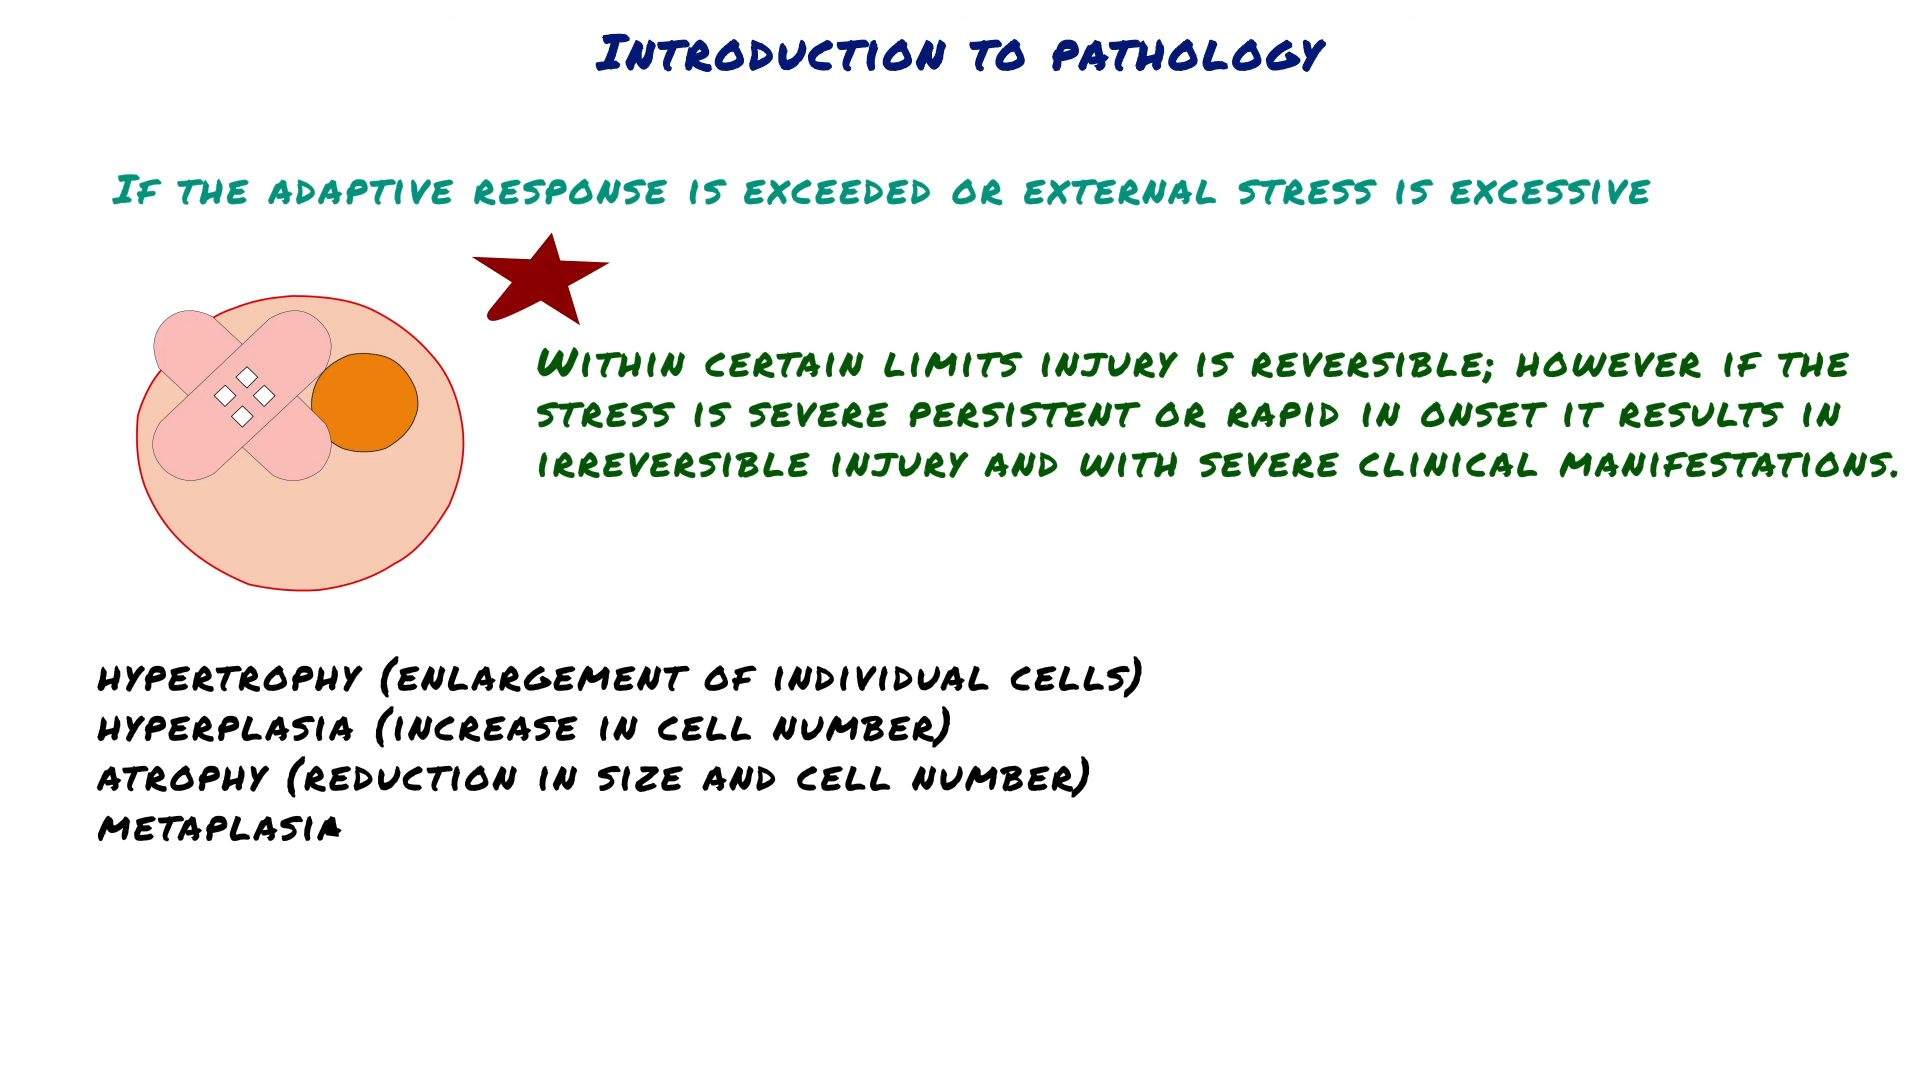 Introduction to pathology
If the adaptive response is exceeded or external stress is excessive
Within certain limits injury is reversible; however if the
stress is severe persistent or rapid in onset it results in
irreversible injury and with severe clinical manifestations.
hypertrophy (enlargement of individual cells)
hyperplasia (increase in cell number)
atrophy (reduction in size and cell number)
metaplasia